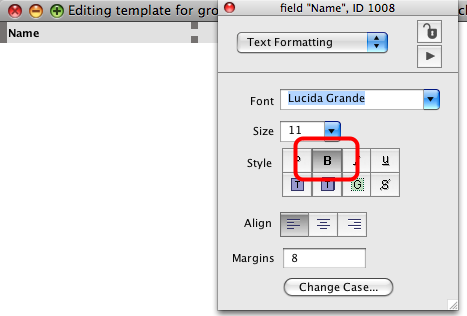 Editing template for gro
field "Name", ID 1008
Name
Text Formatting
Font
Lucida Grande
Size
11
Style
P B I U
T T G S
Align
Margins
8
Change Case...